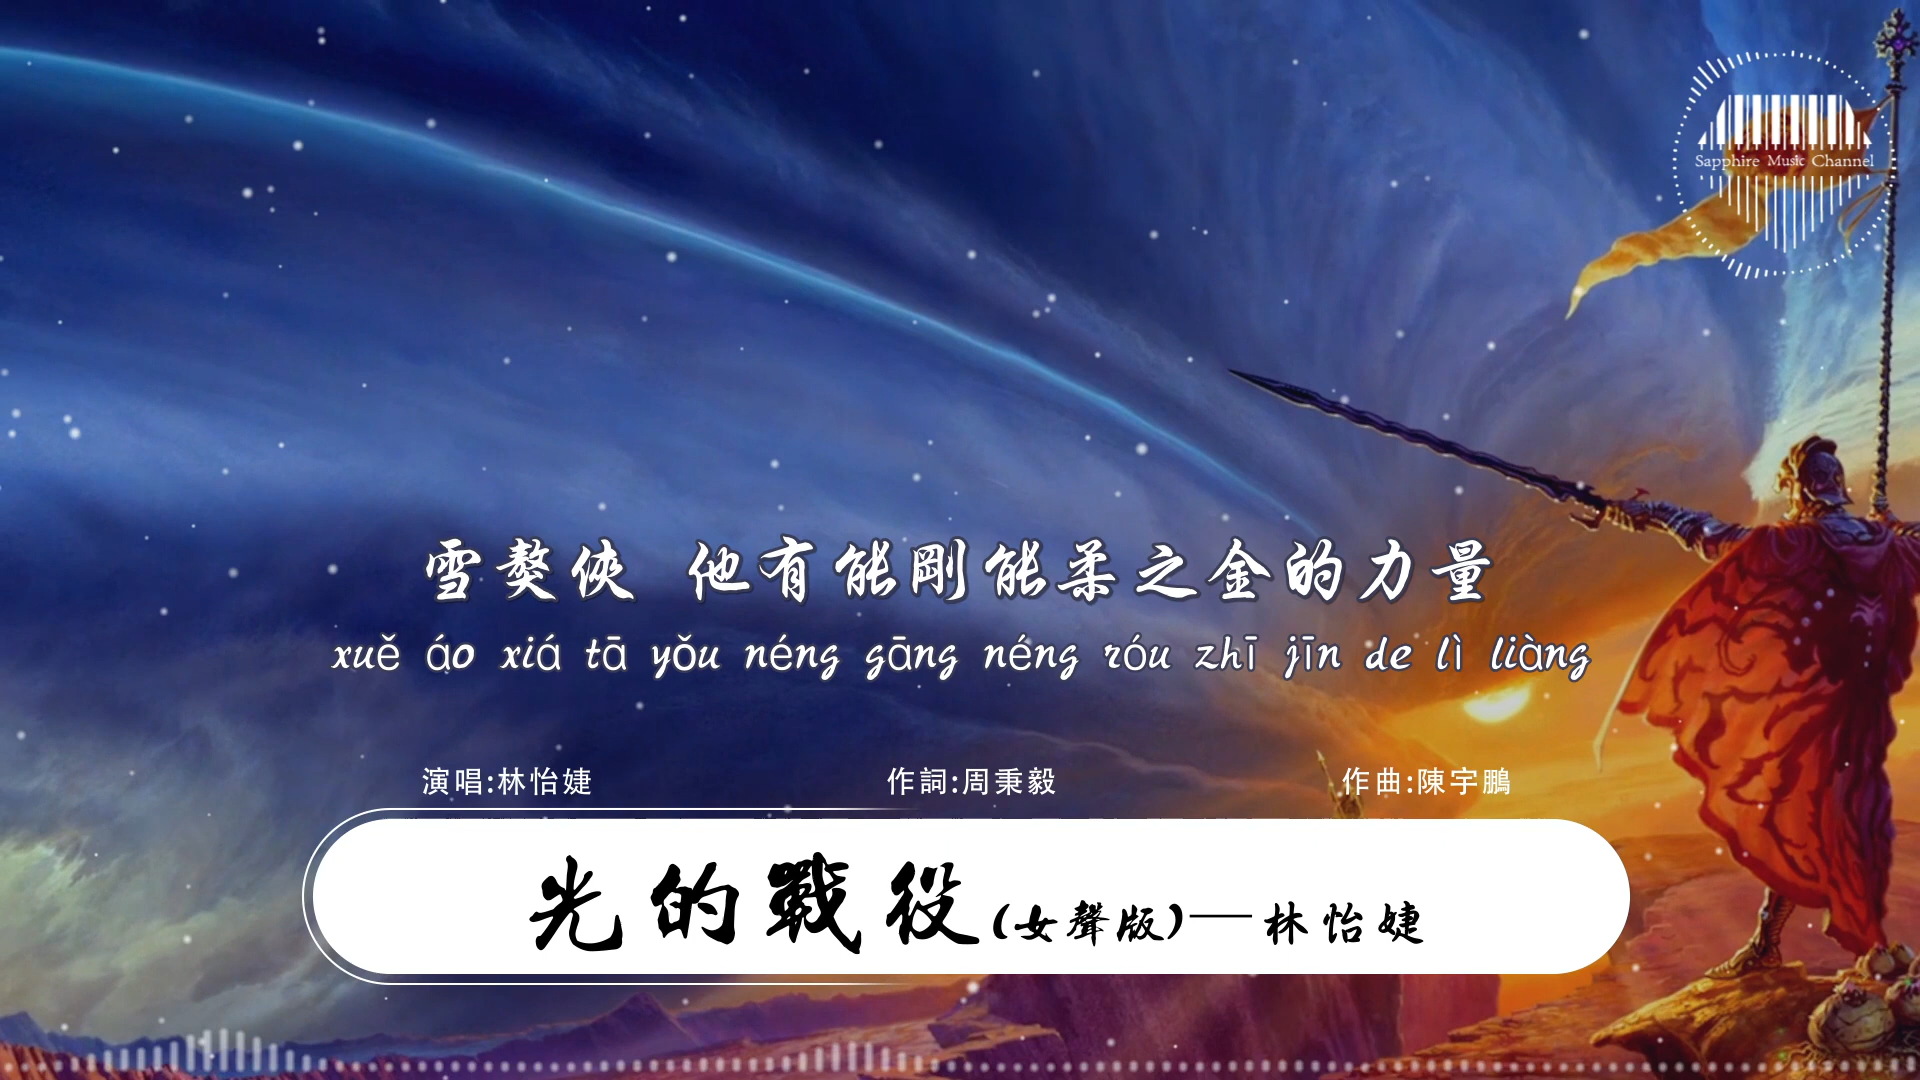 Sapphire Music Channel
雪獒俠 他有能剛能柔之金的力量
xuě áo xiá tā yǒu néng gāng néng róu zhī jīn de lì liàng
演唱:林怡婕 作詞:周秉毅 作曲:陳宇鵬
光的戰役(女聲版)——林怡婕